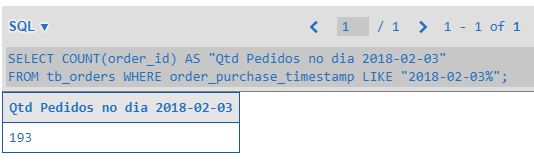 SQL ▼ < 1 / 1 > 1 - 1 of 1
SELECT COUNT(order_id) AS "Qtd Pedidos no dia 2018-02-03"
FROM tb_orders WHERE order_purchase_timestamp LIKE "2018-02-03%";
Qtd Pedidos no dia 2018-02-03
193